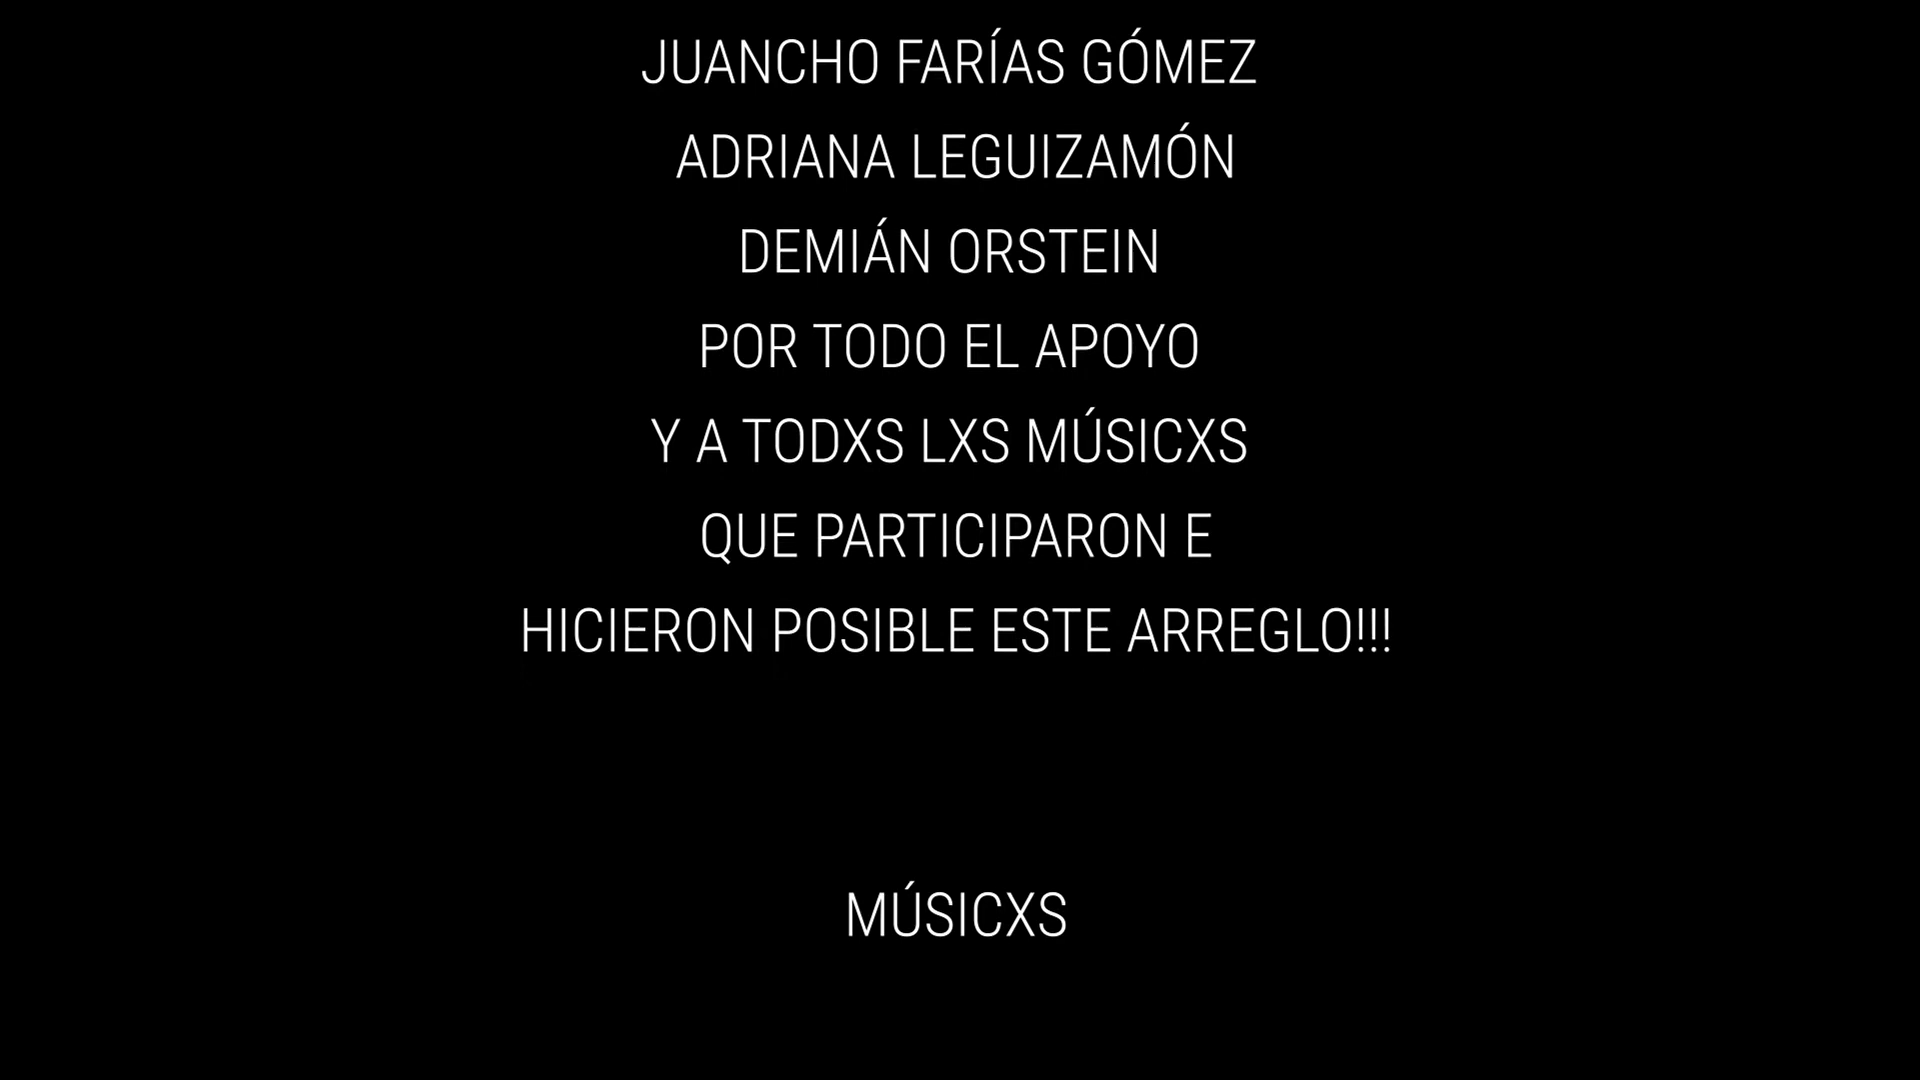 JUANCHO FARÍAS GÓMEZ
ADRIANA LEGUIZAMÓN
DEMIÁN ORSTEIN
POR TODO EL APOYO
Y A TODXS LXS MÚSICXS
QUE PARTICIPARON E
HICIERON POSIBLE ESTE ARREGLO!!!
MÚSICXS